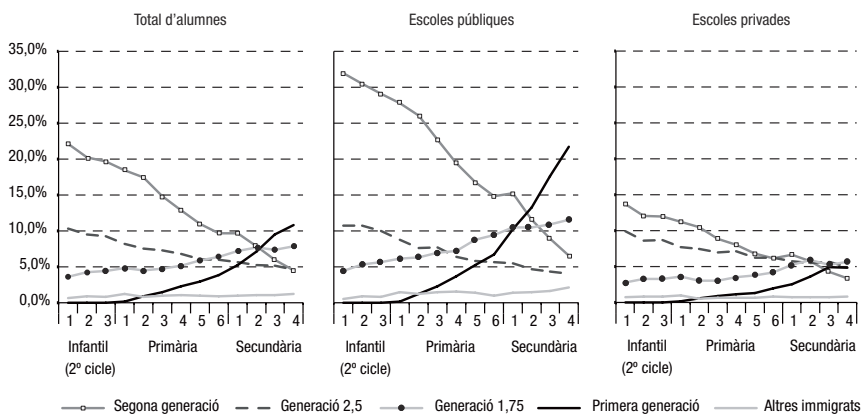 Total d’alumnes
Escoles públiques
Escoles privades
35,0%
30,0%
25,0%
20,0%
15,0%
10,0%
5,0%
0,0%
1 2 3 1 2 3 4 5 6 1 2 3 4
Infantil Primària Secundària
(2º cicle)
1 2 3 1 2 3 4 5 6 1 2 3 4
Infantil Primària Secundària
(2º cicle)
1 2 3 1 2 3 4 5 6 1 2 3 4
Infantil Primària Secundària
(2º cicle)
Segona generació Generació 2,5 Generació 1,75 Primera generació Altres immigrats